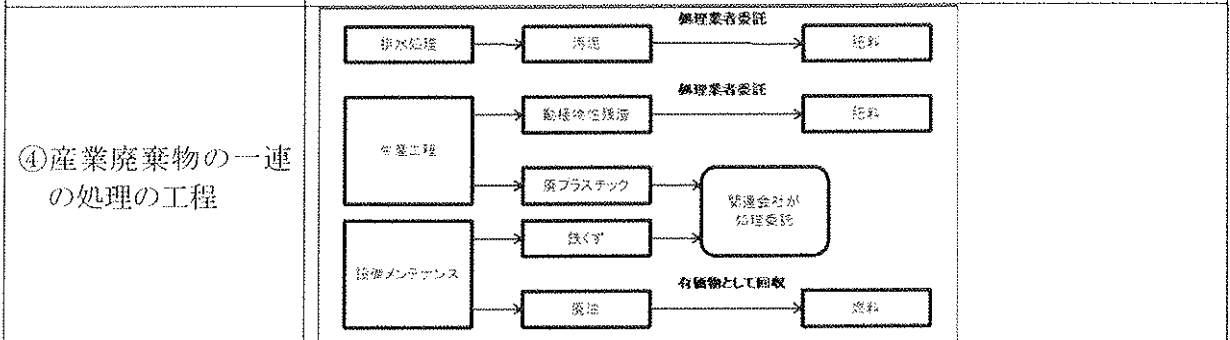 ④産業廃棄物の一連
の処理の工程
処理業者委託
排水処理
汚泥
肥料
処理業者委託
動植物性残渣
肥料
生産工程
廃プラスチック
関連会社が
処理委託
鉄くず
設備メンテナンス
有価物として回収
廃油
燃料